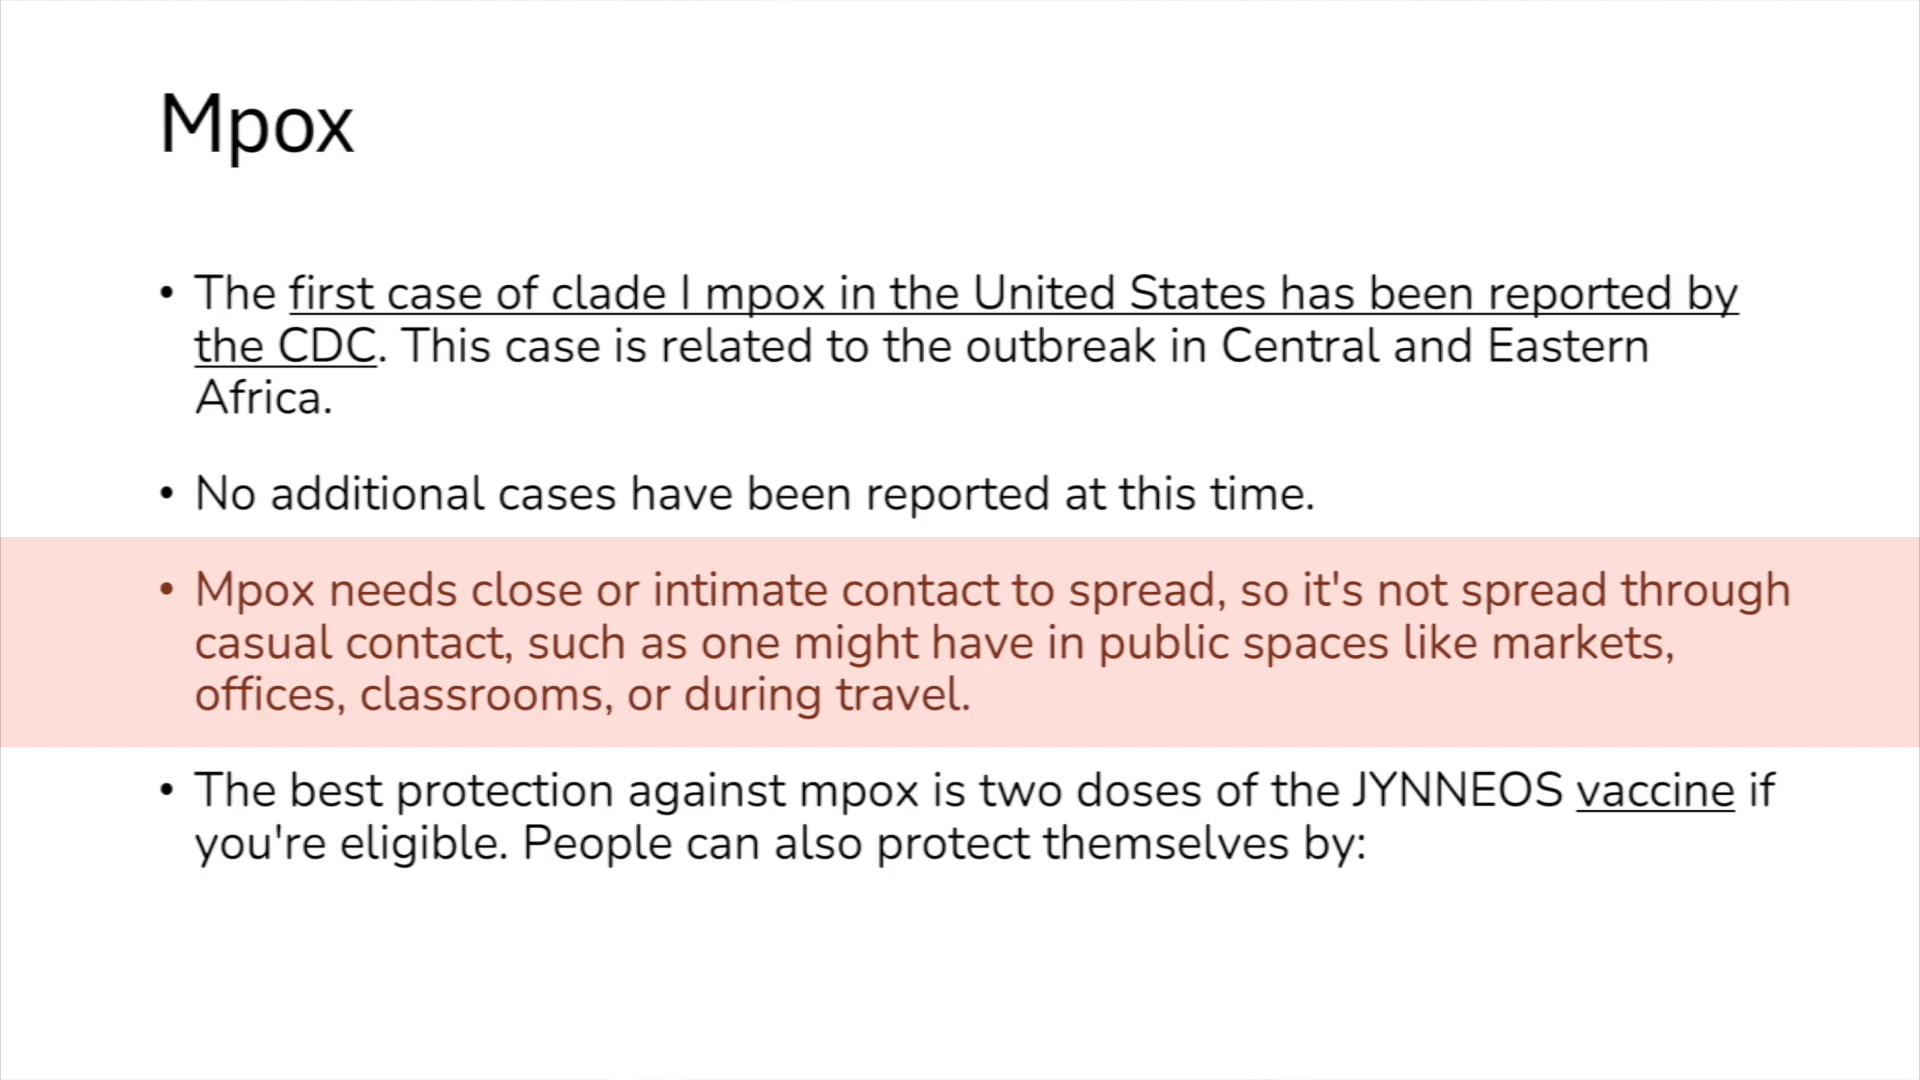 Mpox
• The first case of clade I mpox in the United States has been reported by
the CDC. This case is related to the outbreak in Central and Eastern
Africa.
• No additional cases have been reported at this time.
• Mpox needs close or intimate contact to spread, so it's not spread through
casual contact, such as one might have in public spaces like markets,
offices, classrooms, or during travel.
• The best protection against mpox is two doses of the JYNNEOS vaccine if
you're eligible. People can also protect themselves by: